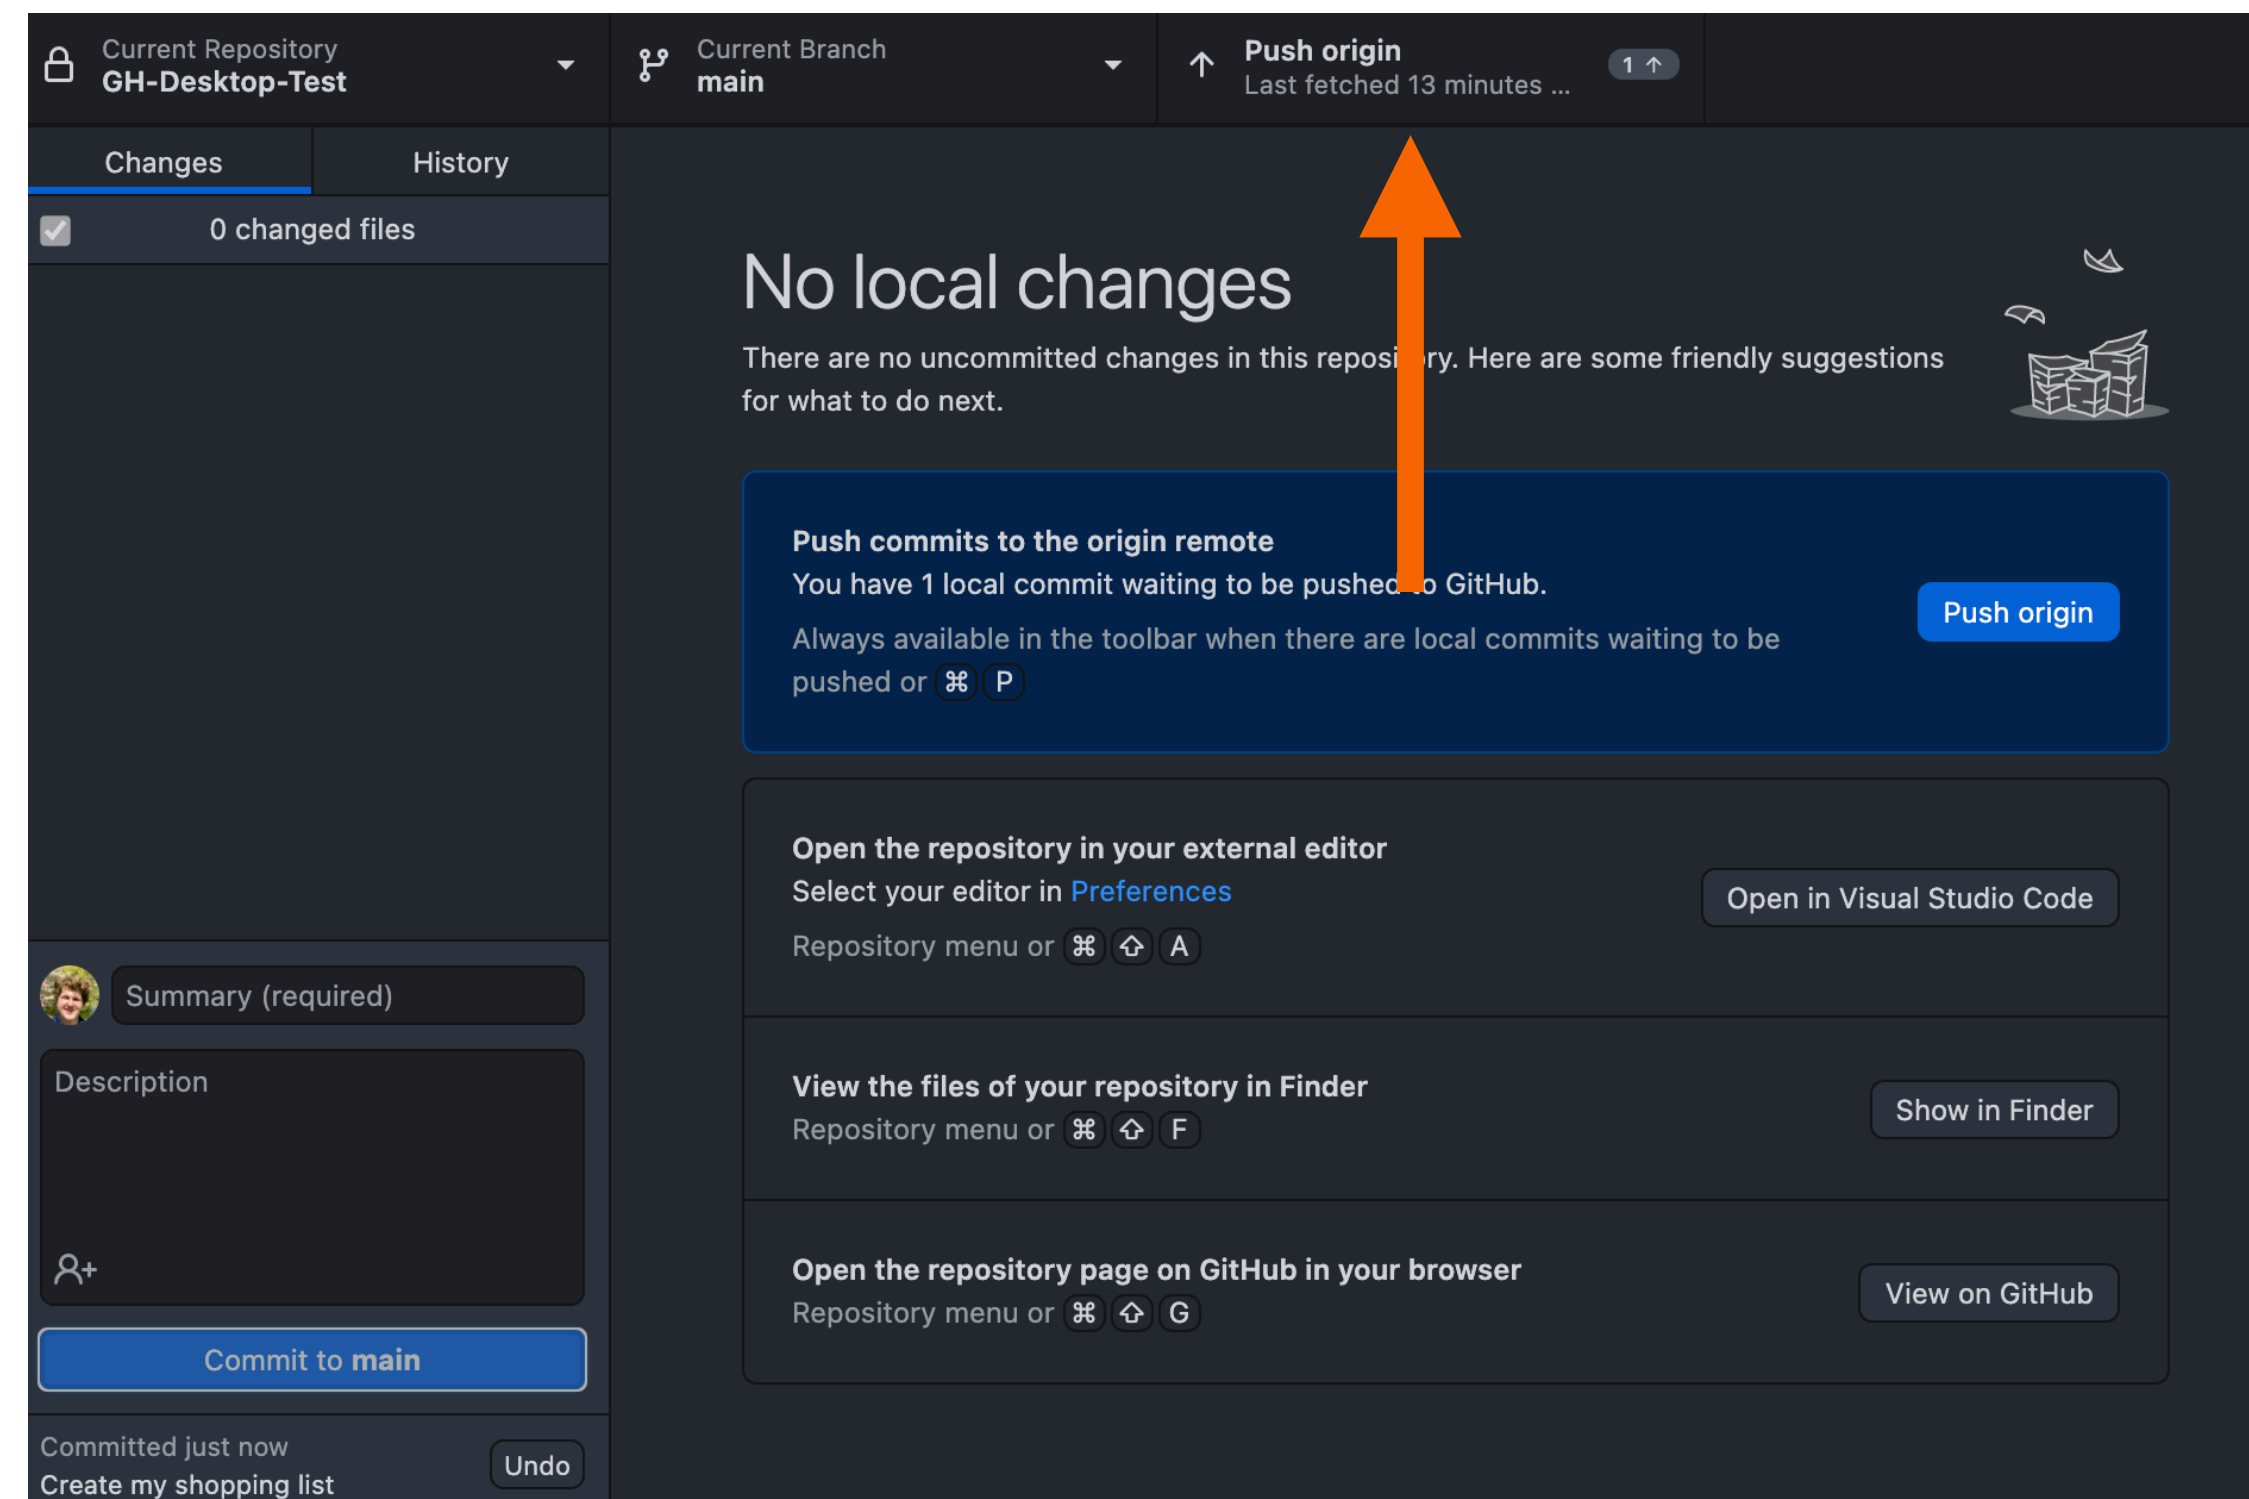 Current Repository
GH-Desktop-Test
Current Branch
main
Push origin
Last fetched 13 minutes ...
1 ↑
Changes
History
0 changed files
No local changes
There are no uncommitted changes in this repository. Here are some friendly suggestions
for what to do next.
Push commits to the origin remote
You have 1 local commit waiting to be pushed to GitHub.
Always available in the toolbar when there are local commits waiting to be
pushed or ⌘ P
Push origin
Open the repository in your external editor
Select your editor in Preferences
Repository menu or ⌘ ⇧ A
Open in Visual Studio Code
View the files of your repository in Finder
Repository menu or ⌘ ⇧ F
Show in Finder
Open the repository page on GitHub in your browser
Repository menu or ⌘ ⇧ G
View on GitHub
Summary (required)
Description
Commit to main
Committed just now
Create my shopping list
Undo